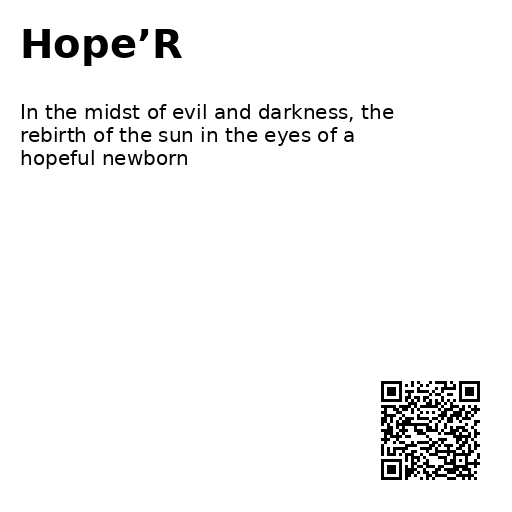 Hope’R
In the midst of evil and darkness, the
rebirth of the sun in the eyes of a
hopeful newborn